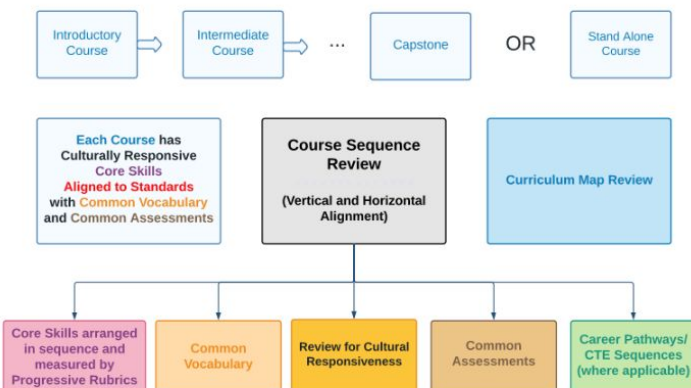 Introductory
Course
Intermediate
Course
...
Capstone
OR
Stand Alone
Course
Each Course has
Culturally Responsive
Core Skills
Aligned to Standards
with Common Vocabulary
and Common Assessments
Course Sequence
Review
(Vertical and Horizontal
Alignment)
Curriculum Map Review
Core Skills arranged
in sequence and
measured by
Progressive Rubrics
Common
Vocabulary
Review for Cultural
Responsiveness
Common
Assessments
Career Pathways/
CTE Sequences
(where applicable)